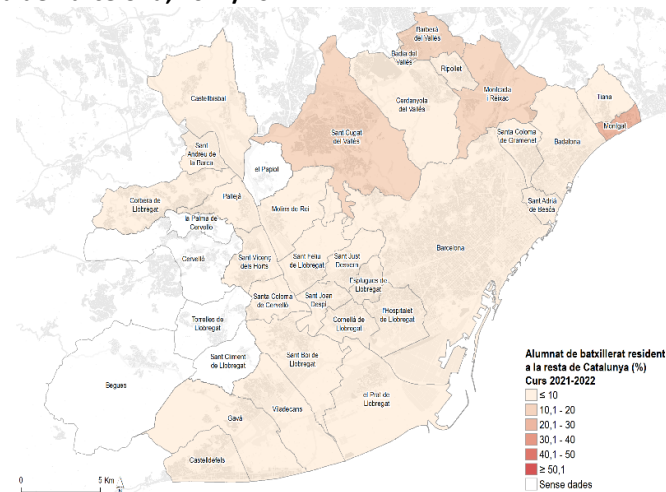 Barberà
del Vallès
Badia del
Vallès
Ripollet
Castellbisbal
Cerdanyola
del Vallès
Montcada
i Reixac
Tiana
Montgat
Sant Cugat
del Vallès
Santa Coloma
de Gramenet
Badalona
Sant
Andreu de
la Barca
el Papiol
Sant Adrià
de Besòs
Corbera de
Llobregat
Pallejà
Molins de Rei
la Palma de
Cervelló
Barcelona
Cervelló
Sant Vicenç
dels Horts
Sant Feliu
de Llobregat
Sant Just
Desvern
Esplugues de
Llobregat
Santa Coloma
de Cervelló
Sant Joan
Despí
Cornellà de
Llobregat
l'Hospitalet
de Llobregat
Torrelles de
Llobregat
Sant Climent
de Llobregat
Sant Boi de
Llobregat
Begues
el Prat de
Llobregat
Viladecans
Gavà
Castelldefels
0 5 Km
Alumnat de batxillerat resident
a la resta de Catalunya (%)
Curs 2021-2022
≤ 10
10,1 - 20
20,1 - 30
30,1 - 40
40,1 - 50
≥ 50,1
Sense dades